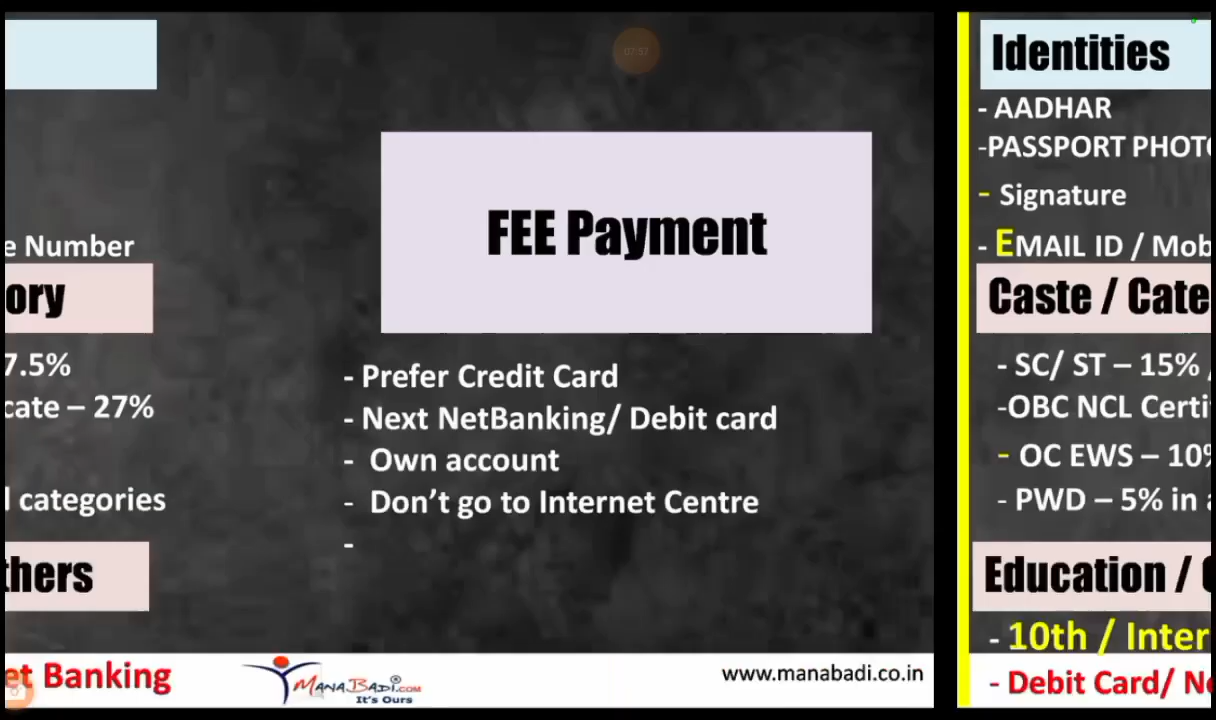 e Number
ory
7.5%
cate – 27%
l categories
thers
et Banking
07:57
FEE Payment
- Prefer Credit Card
- Next NetBanking/ Debit card
- Own account
- Don't go to Internet Centre
-
MANABADI.COM
It's Ours
www.manabadi.co.in
Identities
- AADHAR
-PASSPORT PHOTO
- Signature
- EMAIL ID / Mob
Caste / Cate
- SC/ ST – 15% /
-OBC NCL Certi
- OC EWS – 10%
- PWD – 5% in a
Education /
- 10th / Inter
- Debit Card/ Ne